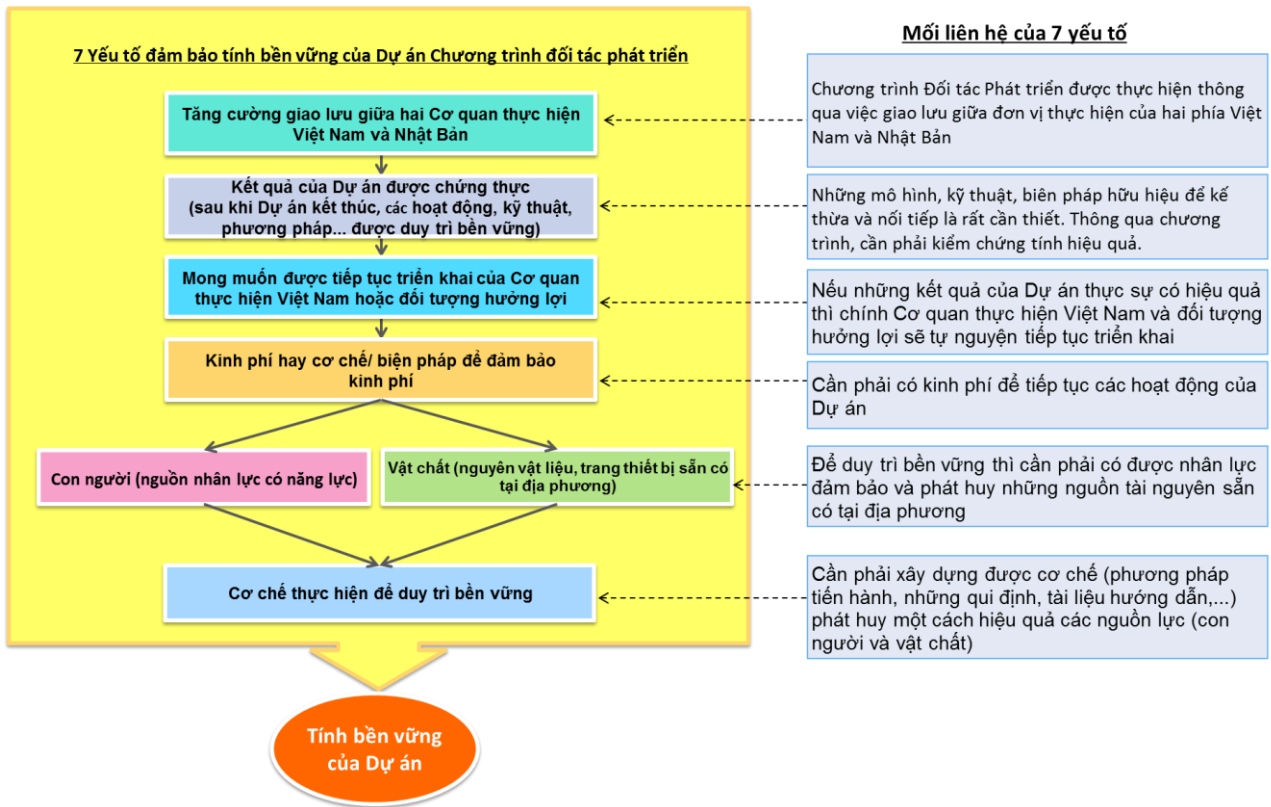 7 Yếu tố đảm bảo tính bền vững của Dự án Chương trình đối tác phát triển
Tăng cường giao lưu giữa hai Cơ quan thực hiện
Việt Nam và Nhật Bản
Kết quả của Dự án được chứng thực
(sau khi Dự án kết thúc, các hoạt động, kỹ thuật,
phương pháp... được duy trì bền vững)
Mong muốn được tiếp tục triển khai của Cơ quan
thực hiện Việt Nam hoặc đối tượng hưởng lợi
Kinh phí hay cơ chế/ biện pháp để đảm bảo
kinh phí
Con người (nguồn nhân lực có năng lực)
Vật chất (nguyên vật liệu, trang thiết bị sẵn có
tại địa phương)
Cơ chế thực hiện để duy trì bền vững
Tính bền vững
của Dự án
Mối liên hệ của 7 yếu tố
Chương trình Đối tác Phát triển được thực hiện thông
qua việc giao lưu giữa đơn vị thực hiện của hai phía Việt
Nam và Nhật Bản
Những mô hình, kỹ thuật, biên pháp hữu hiệu để kế
thừa và nối tiếp là rất cần thiết. Thông qua chương
trình, cần phải kiểm chứng tính hiệu quả.
Nếu những kết quả của Dự án thực sự có hiệu quả
thì chính Cơ quan thực hiện Việt Nam và đối tượng
hưởng lợi sẽ tự nguyện tiếp tục triển khai
Cần phải có kinh phí để tiếp tục các hoạt động của
Dự án
Để duy trì bền vững thì cần phải có được nhân lực
đảm bảo và phát huy những nguồn tài nguyên sẵn
có tại địa phương
Cần phải xây dựng được cơ chế (phương pháp
tiến hành, những qui định, tài liệu hướng dẫn,...)
phát huy một cách hiệu quả các nguồn lực (con
người và vật chất)